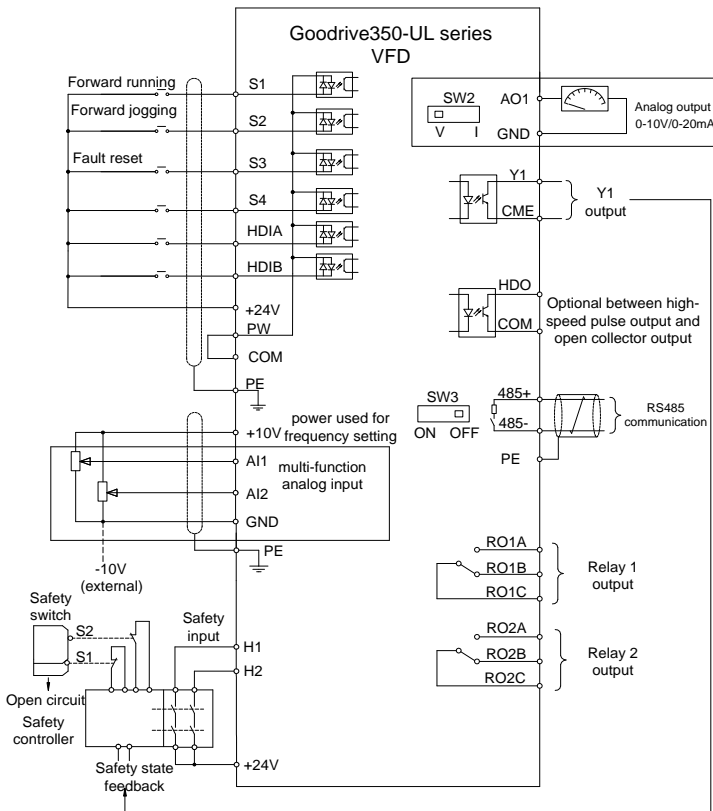 Goodrive350-UL series
VFD
Forward running
S1
Forward jogging
S2
Fault reset
S3
S4
HDIA
HDIB
+24V
PW
COM
PE
SW2
V I
AO1
GND
Analog output
0-10V/0-20mA
Y1
CME
Y1
output
HDO
COM
Optional between high-
speed pulse output and
open collector output
SW3
ON OFF
485+
485-
PE
RS485
communication
+10V
power used for
frequency setting
AI1
AI2
multi-function
analog input
GND
PE
-10V
(external)
RO1A
RO1B
RO1C
Relay 1
output
RO2A
RO2B
RO2C
Relay 2
output
Safety
switch
S2
S1
Open circuit
Safety
controller
Safety
input
H1
H2
+24V
Safety state
feedback